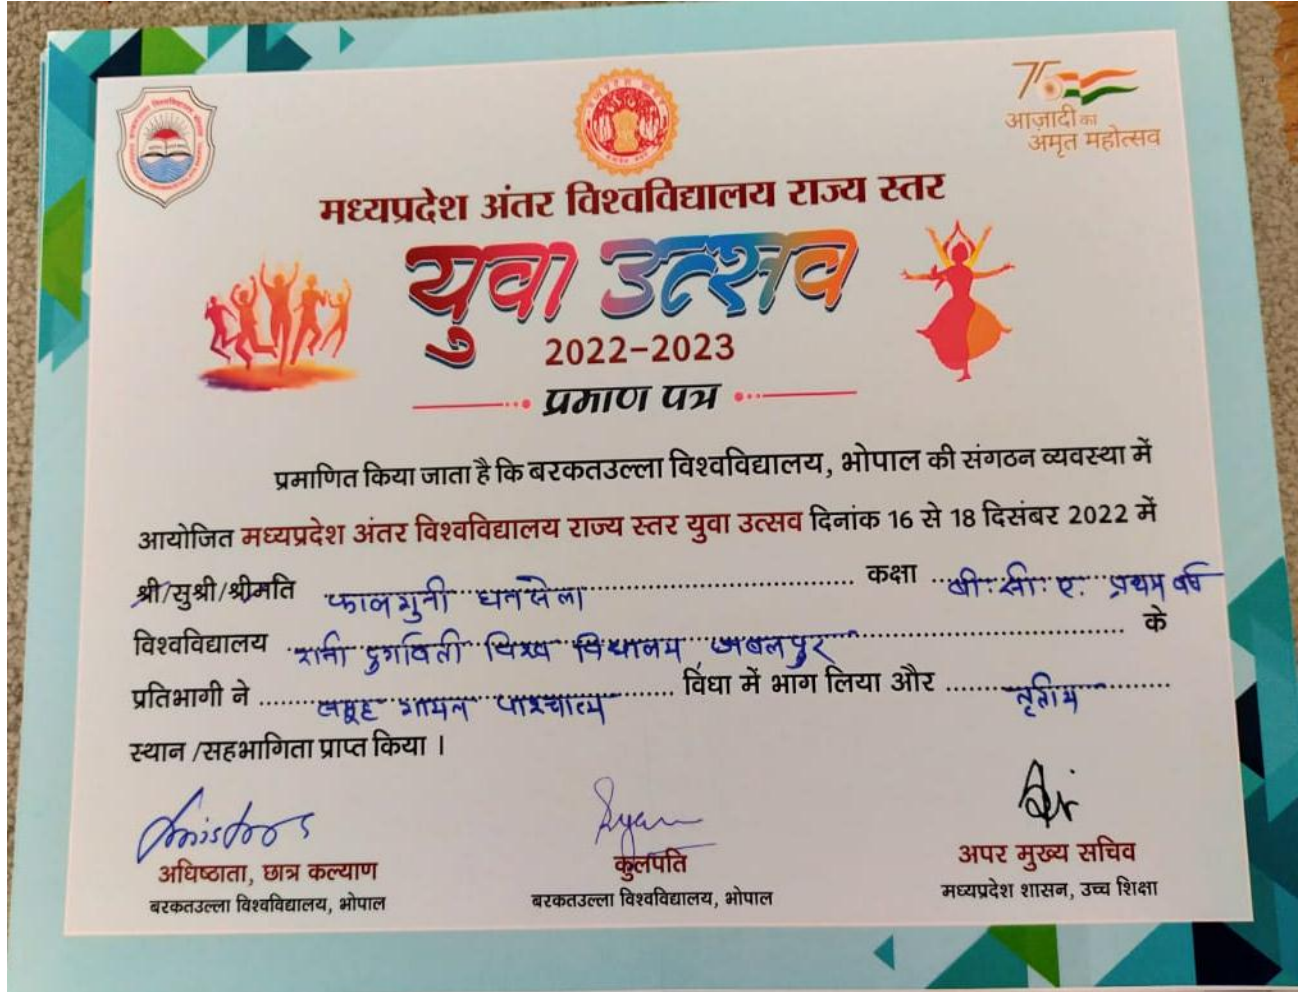 75
आज़ादी का
अमृत महोत्सव
मध्यप्रदेश अंतर विश्वविद्यालय राज्य स्तर
युवा उत्सव
2022-2023
प्रमाण पत्र
प्रमाणित किया जाता है कि बरकतउल्ला विश्वविद्यालय, भोपाल की संगठन व्यवस्था में
आयोजित मध्यप्रदेश अंतर विश्वविद्यालय राज्य स्तर युवा उत्सव दिनांक 16 से 18 दिसंबर 2022 में
श्री/सुश्री/श्रीमति फालगुनी धनसेला कक्षा बी.सी.ए. प्रथम वर्ष
विश्वविद्यालय रानी दुर्गावती विश्व विद्यालय जबलपुर के
प्रतिभागी ने समूह गायन पाश्चात्य विधा में भाग लिया और तृतीय
स्थान /सहभागिता प्राप्त किया ।
अधिष्ठाता, छात्र कल्याण
बरकतउल्ला विश्वविद्यालय, भोपाल
कुलपति
बरकतउल्ला विश्वविद्यालय, भोपाल
अपर मुख्य सचिव
मध्यप्रदेश शासन, उच्च शिक्षा